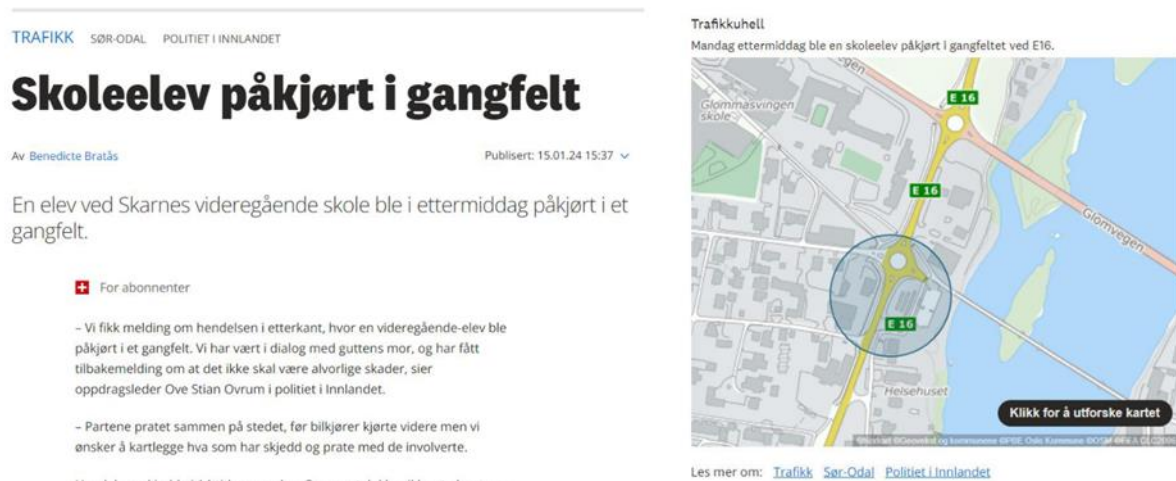 TRAFIKK SØR-ODAL POLITIET I INNLANDET
Skoleelev påkjørt i gangfelt
Av Benedicte Bratås
Publisert: 15.01.24 15:37
En elev ved Skarnes videregående skole ble i ettermiddag påkjørt i et
gangfelt.
For abonnenter
– Vi fikk melding om hendelsen i etterkant, hvor en videregående-elev ble
påkjørt i et gangfelt. Vi har vært i dialog med guttens mor, og har fått
tilbakemelding om at det ikke skal være alvorlige skader, sier
oppdragsleder Ove Stian Ovrum i politiet i Innlandet.
– Partene pratet sammen på stedet, før bilkjører kjørte videre men vi
ønsker å kartlegge hva som har skjedd og prate med de involverte.
Trafikkuhell
Mandag ettermiddag ble en skoleelev påkjørt i gangfeltet ved E16.
Glommasvingen
skole
E 16
E 16
Glomvegen
E 16
Helsehuset
Klikk for å utforske kartet
Les mer om: Trafikk Sør-Odal Politiet i Innlandet